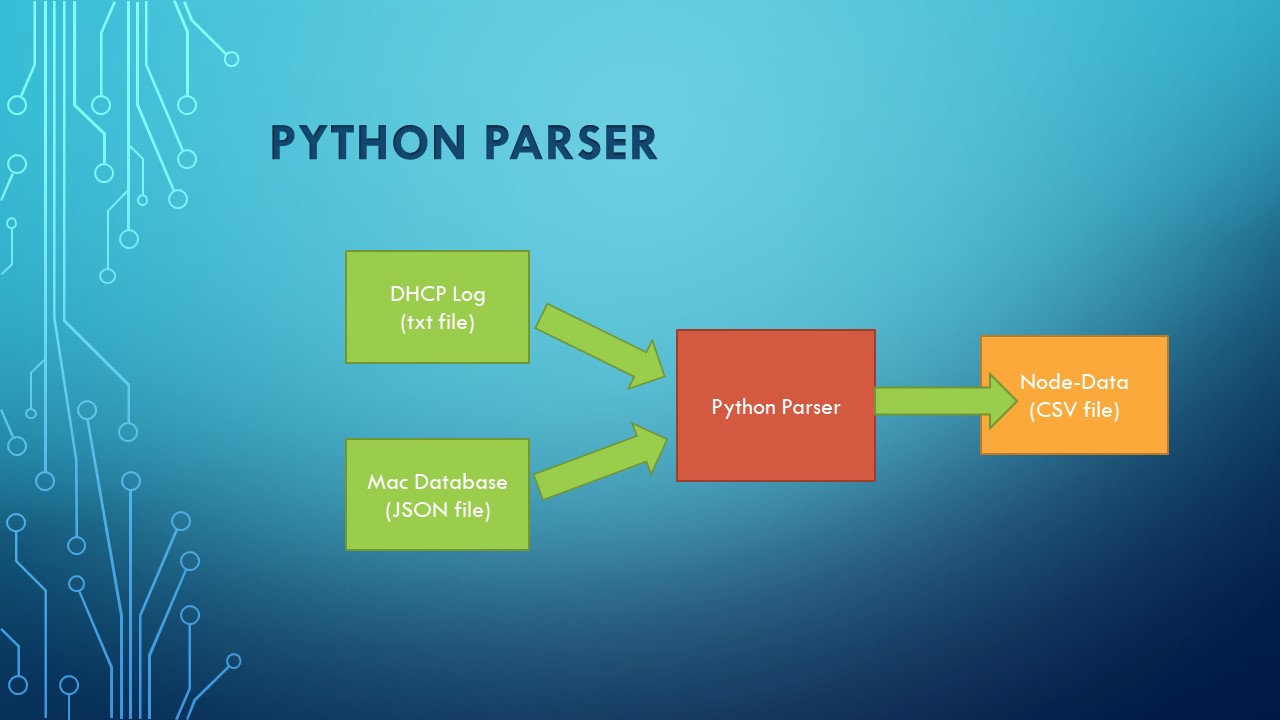 PYTHON PARSER
DHCP Log
(txt file)
Mac Database
(JSON file)
Python Parser
Node-Data
(CSV file)